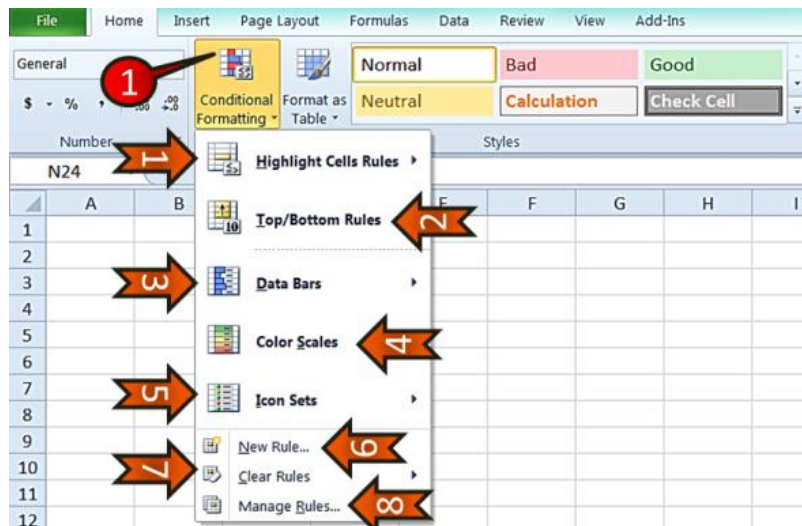 File Home Insert Page Layout Formulas Data Review View Add-Ins
General Normal Bad Good
1
$ % , .00 .00 Conditional Format as Neutral Calculation Check Cell
Formatting Table
Number Styles
N24
1 Highlight Cells Rules
A B F G H I
1
Top/Bottom Rules 2
2
3 3 Data Bars
4
5 Color Scales 4
6
7 5 Icon Sets
8
9 New Rule... 6
10 7 Clear Rules
11 Manage Rules... 8
12